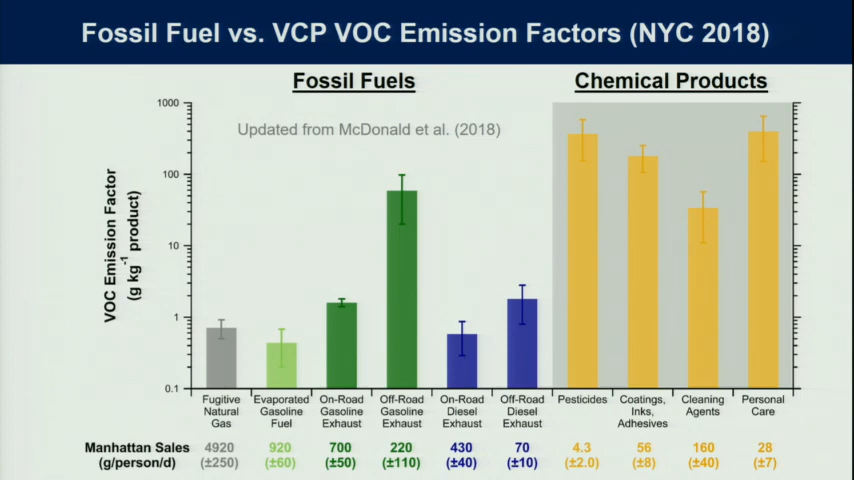 Fossil Fuel vs. VCP VOC Emission Factors (NYC 2018)
Fossil Fuels
Chemical Products
Updated from McDonald et al. (2018)
VOC Emission Factor
(g kg⁻¹ product)
1000
100
10
1
0.1
Fugitive Natural Gas
Evaporated Gasoline Fuel
On-Road Gasoline Exhaust
Off-Road Gasoline Exhaust
On-Road Diesel Exhaust
Off-Road Diesel Exhaust
Pesticides
Coatings, Inks, Adhesives
Cleaning Agents
Personal Care
Manhattan Sales 4920 920 700 220 430 70 4.3 56 160 28
(g/person/d) (±250) (±60) (±50) (±110) (±40) (±10) (±2.0) (±8) (±40) (±7)